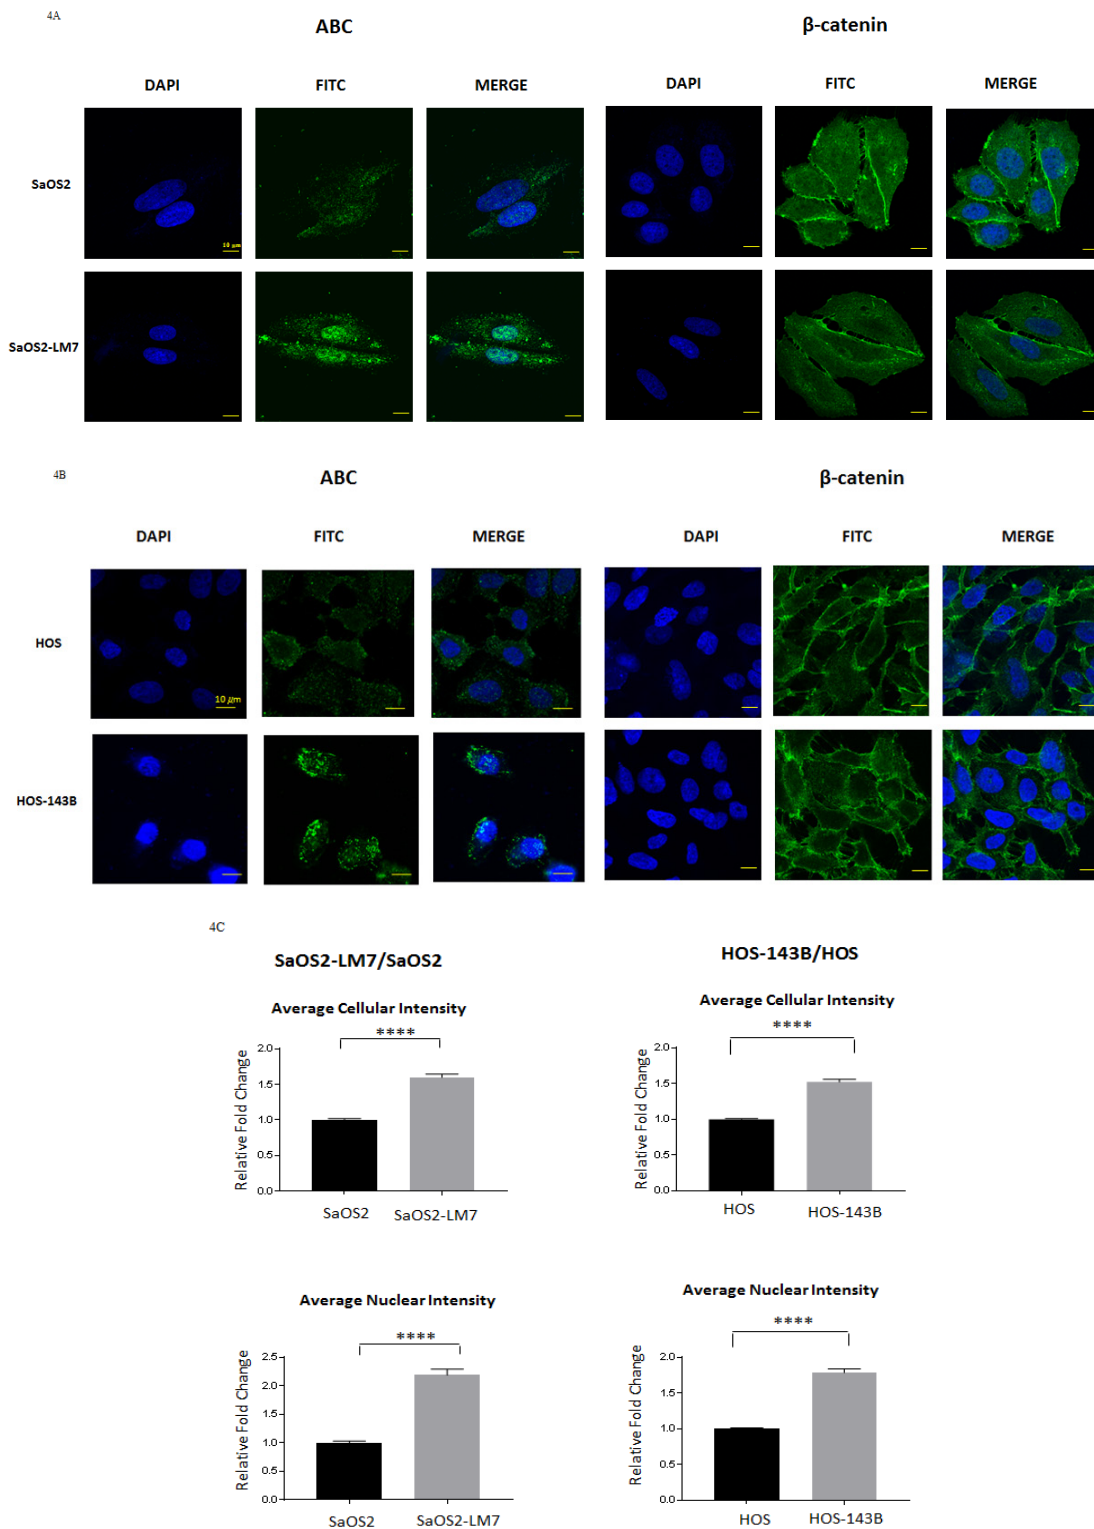 4A
ABC
β-catenin
DAPI
FITC
MERGE
DAPI
FITC
MERGE
SaOS2
10 μm
SaOS2-LM7
4B
ABC
β-catenin
DAPI
FITC
MERGE
DAPI
FITC
MERGE
HOS
10 μm
HOS-143B
4C
SaOS2-LM7/SaOS2
HOS-143B/HOS
Average Cellular Intensity
****
Relative Fold Change
2.0
1.5
1.0
0.5
0.0
SaOS2
SaOS2-LM7
Average Cellular Intensity
****
Relative Fold Change
2.0
1.5
1.0
0.5
0.0
HOS
HOS-143B
Average Nuclear Intensity
****
Relative Fold Change
2.5
2.0
1.5
1.0
0.5
0.0
SaOS2
SaOS2-LM7
Average Nuclear Intensity
****
Relative Fold Change
2.0
1.5
1.0
0.5
0.0
HOS
HOS-143B